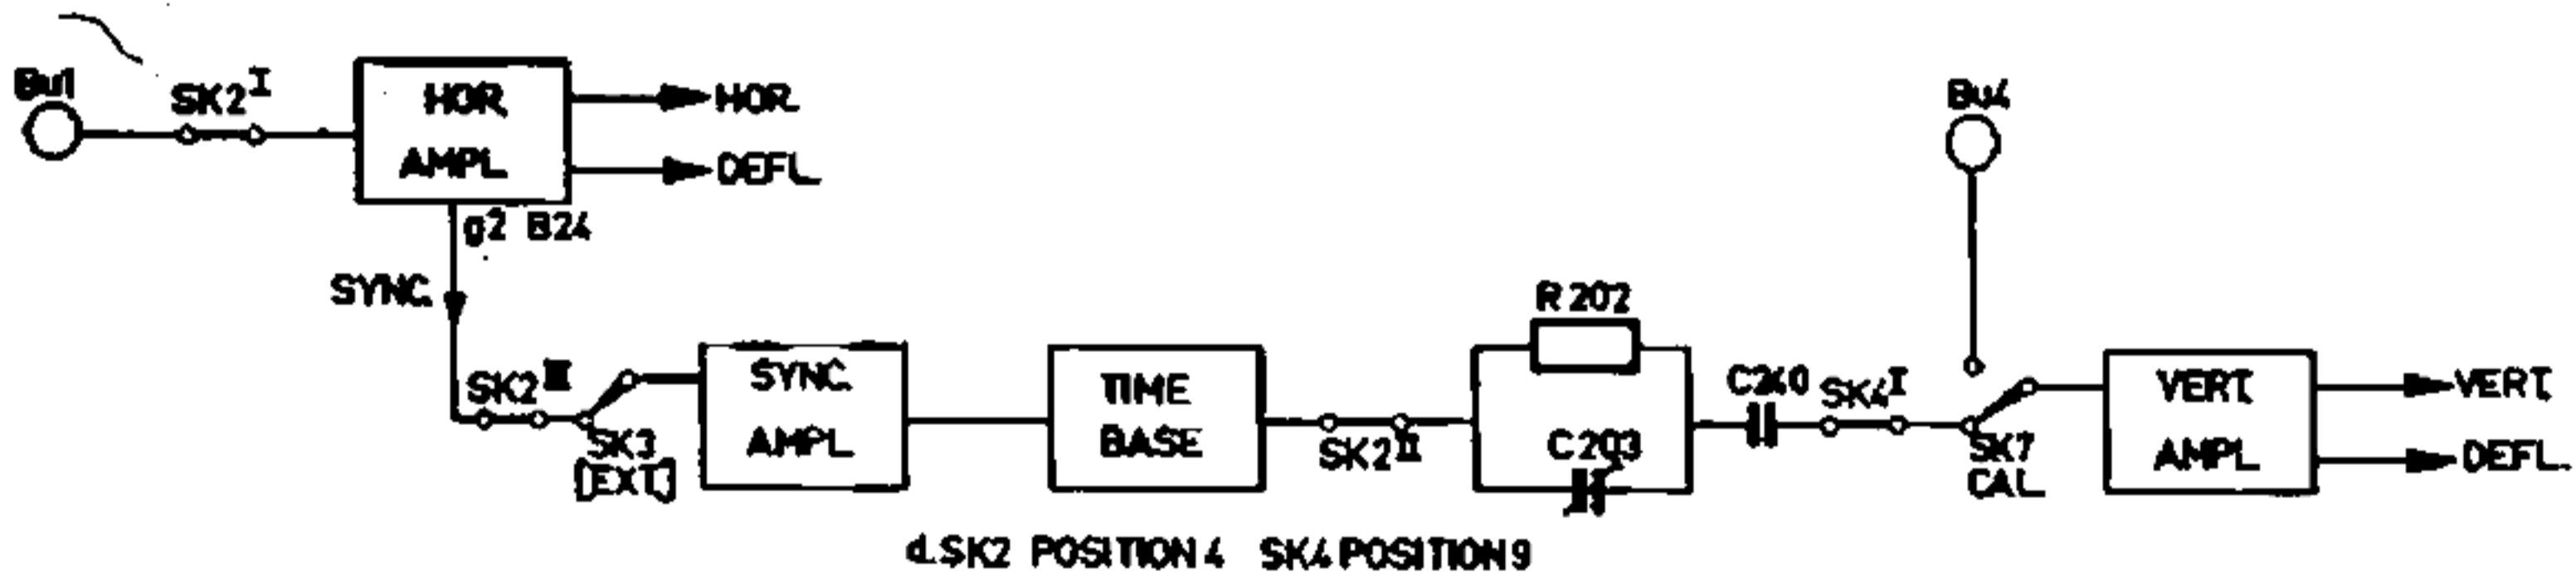 Bu1
SK2 I
HOR.
AMPL.
HOR.
DEFL.
g2 B24
SYNC.
SK2 III
SK3
[EXT.]
SYNC.
AMPL.
TIME
BASE
SK2 II
R 202
C 203
C240
SK4 I
Bu4
SK7
CAL.
VERT.
AMPL.
VERT.
DEFL.
d. SK2 POSITION 4 SK4 POSITION 9